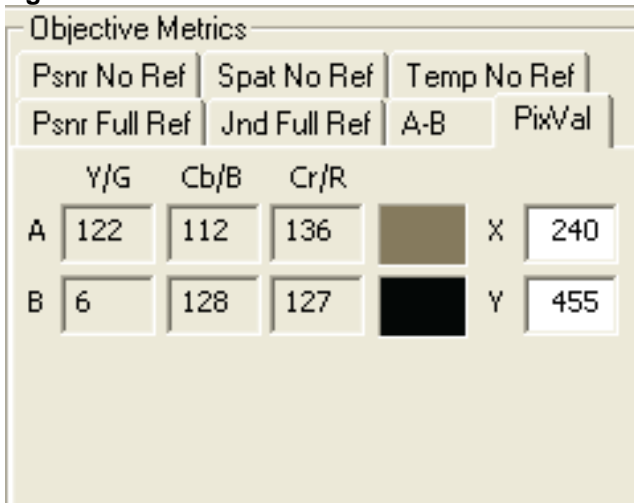 Objective Metrics
Psnr No Ref Spat No Ref Temp No Ref
Psnr Full Ref Jnd Full Ref A-B PixVal
Y/G Cb/B Cr/R
A 122 112 136 X 240
B 6 128 127 Y 455